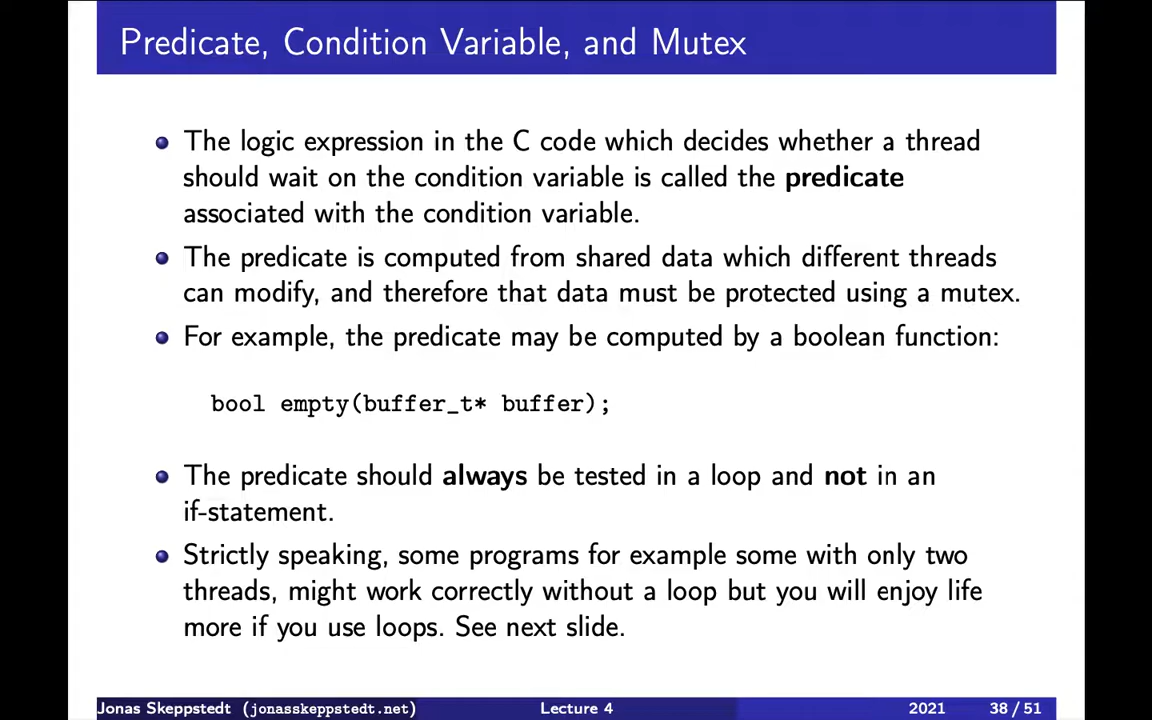 Predicate, Condition Variable, and Mutex
The logic expression in the C code which decides whether a thread
should wait on the condition variable is called the predicate
associated with the condition variable.
The predicate is computed from shared data which different threads
can modify, and therefore that data must be protected using a mutex.
For example, the predicate may be computed by a boolean function:
bool empty(buffer_t* buffer);
The predicate should always be tested in a loop and not in an
if-statement.
Strictly speaking, some programs for example some with only two
threads, might work correctly without a loop but you will enjoy life
more if you use loops. See next slide.
Jonas Skeppstedt (jonasskeppstedt.net) Lecture 4 2021 38 / 51